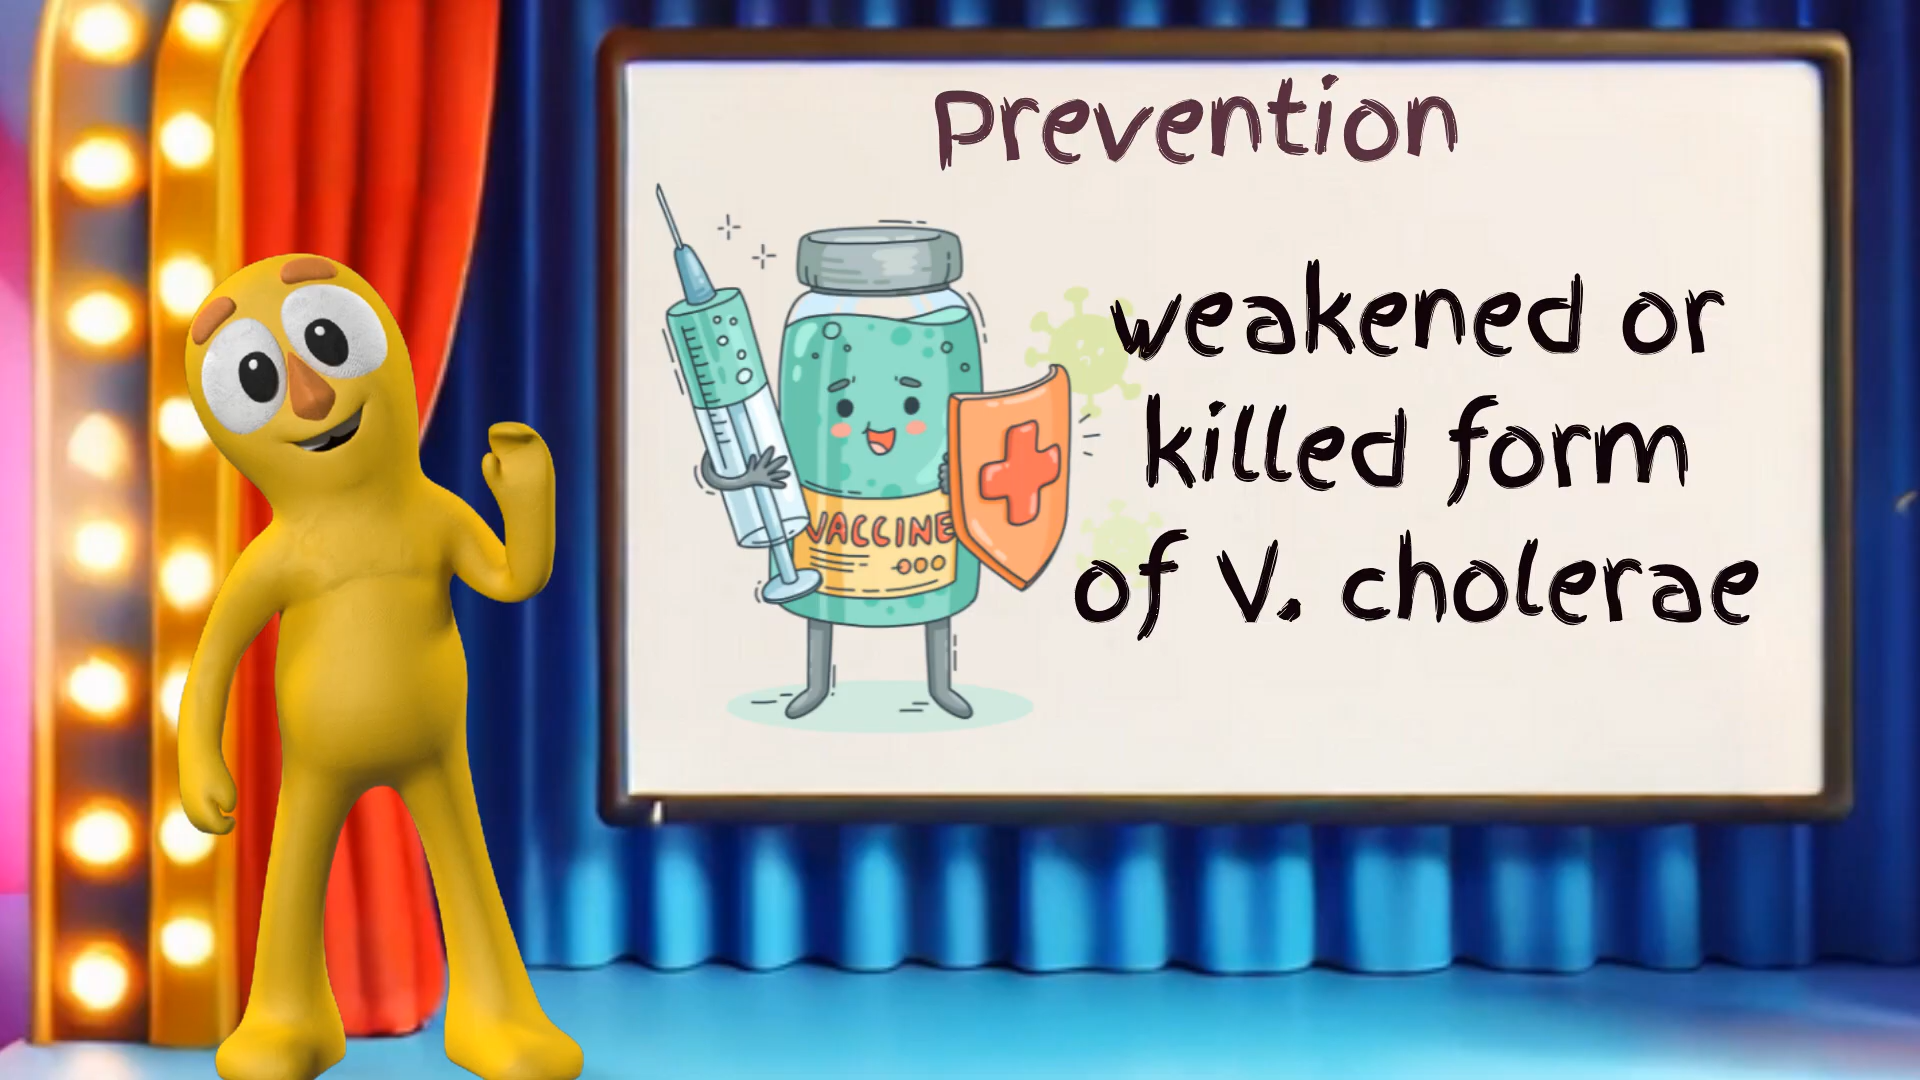 Prevention
weakened or
killed form
of V. cholerae
VACCINE